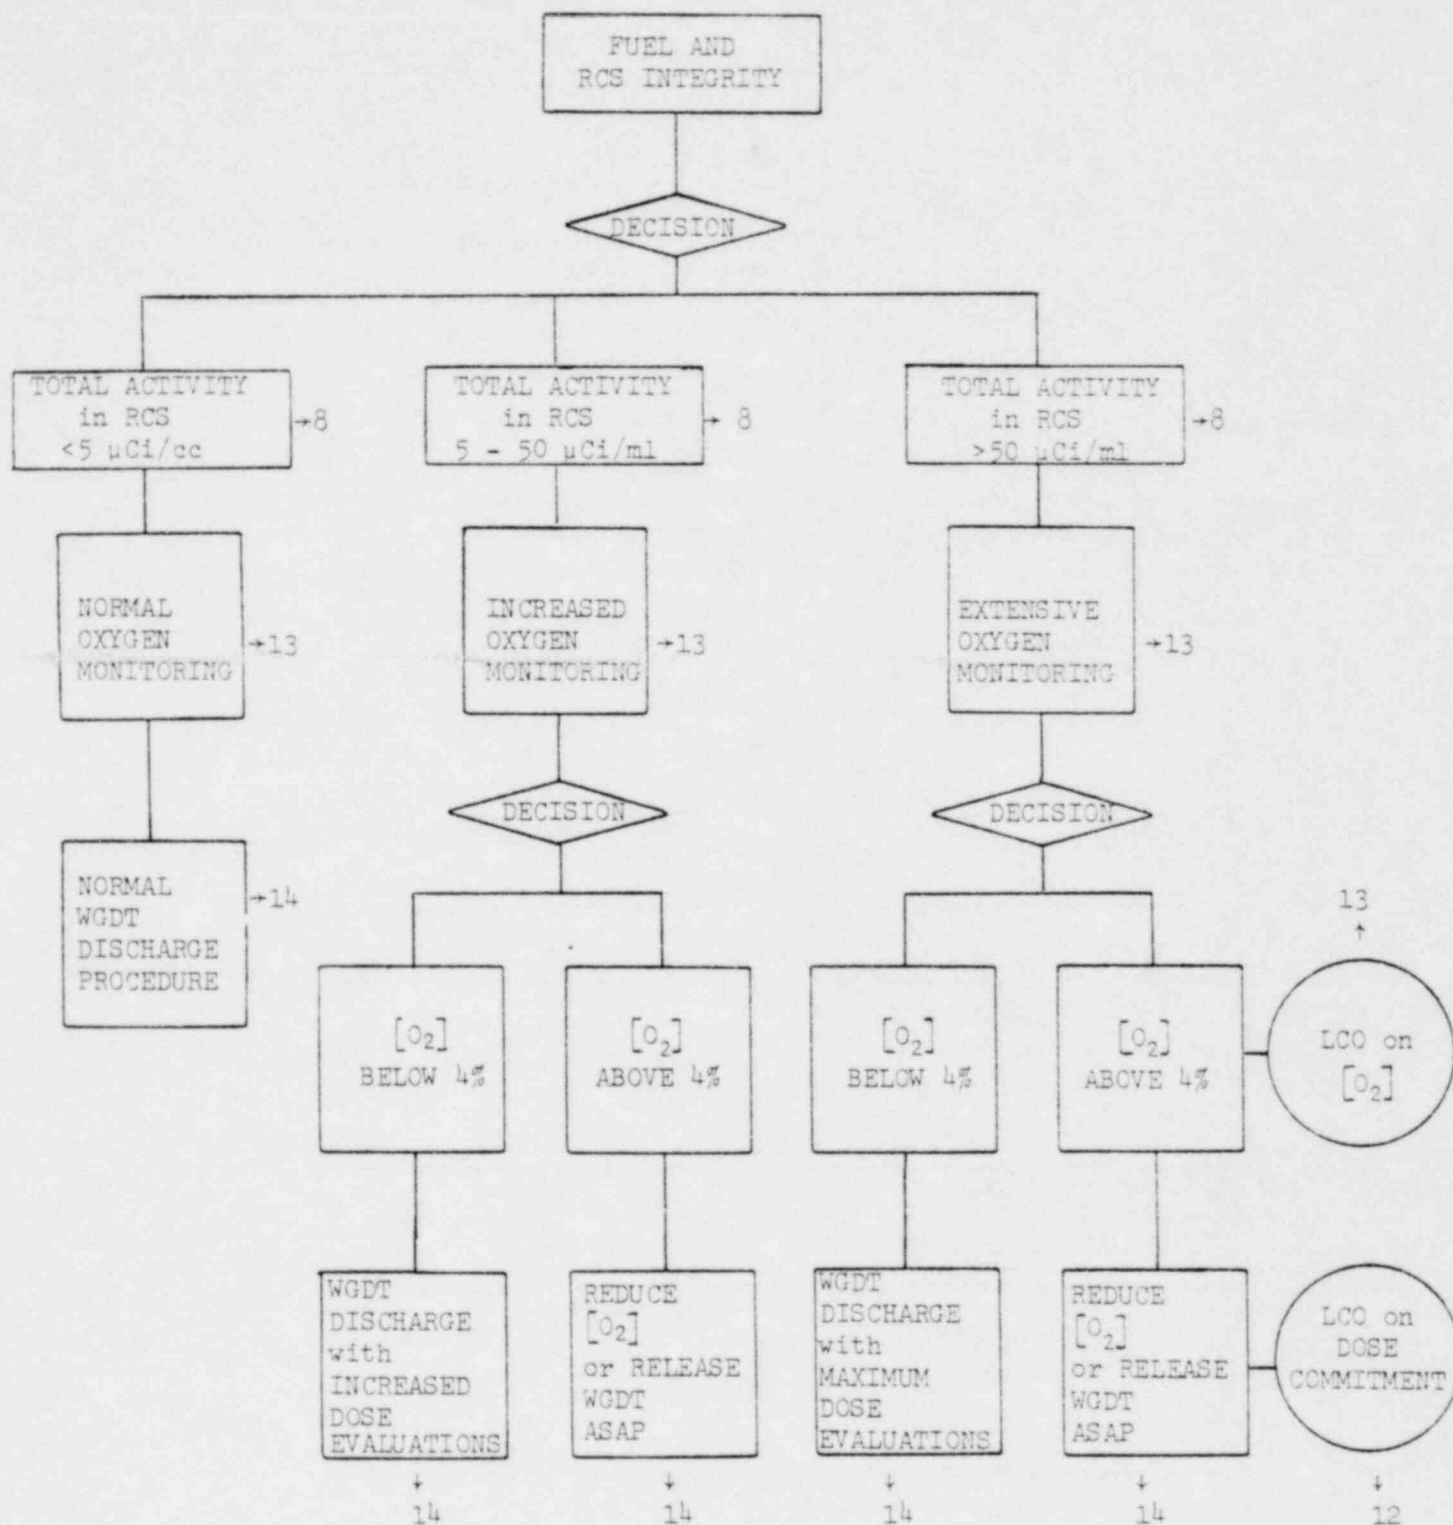 FUEL AND
RCS INTEGRITY
DECISION
TOTAL ACTIVITY
in RCS
<5 μCi/cc
→8
TOTAL ACTIVITY
in RCS
5 - 50 μCi/ml
→ 8
TOTAL ACTIVITY
in RCS
>50 μCi/ml
→8
NORMAL
OXYGEN
MONITORING
→13
INCREASED
OXYGEN
MONITORING
→13
EXTENSIVE
OXYGEN
MONITORING
→13
DECISION
DECISION
NORMAL
WGDT
DISCHARGE
PROCEDURE
→14
[O₂]
BELOW 4%
[O₂]
ABOVE 4%
[O₂]
BELOW 4%
[O₂]
ABOVE 4%
13
↑
LCO on
[O₂]
WGDT
DISCHARGE
with
INCREASED
DOSE
EVALUATIONS
↓
14
REDUCE
[O₂]
or RELEASE
WGDT
ASAP
↓
14
WGDT
DISCHARGE
with
MAXIMUM
DOSE
EVALUATIONS
↓
14
REDUCE
[O₂]
or RELEASE
WGDT
ASAP
↓
14
LCO on
DOSE
COMMITMENT
↓
12